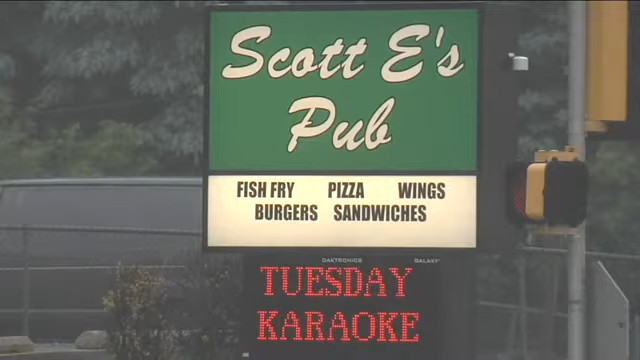 Scott E's
Pub
FISH FRY PIZZA WINGS
BURGERS SANDWICHES
DAKTRONICS GALAXY
TUESDAY
KARAOKE